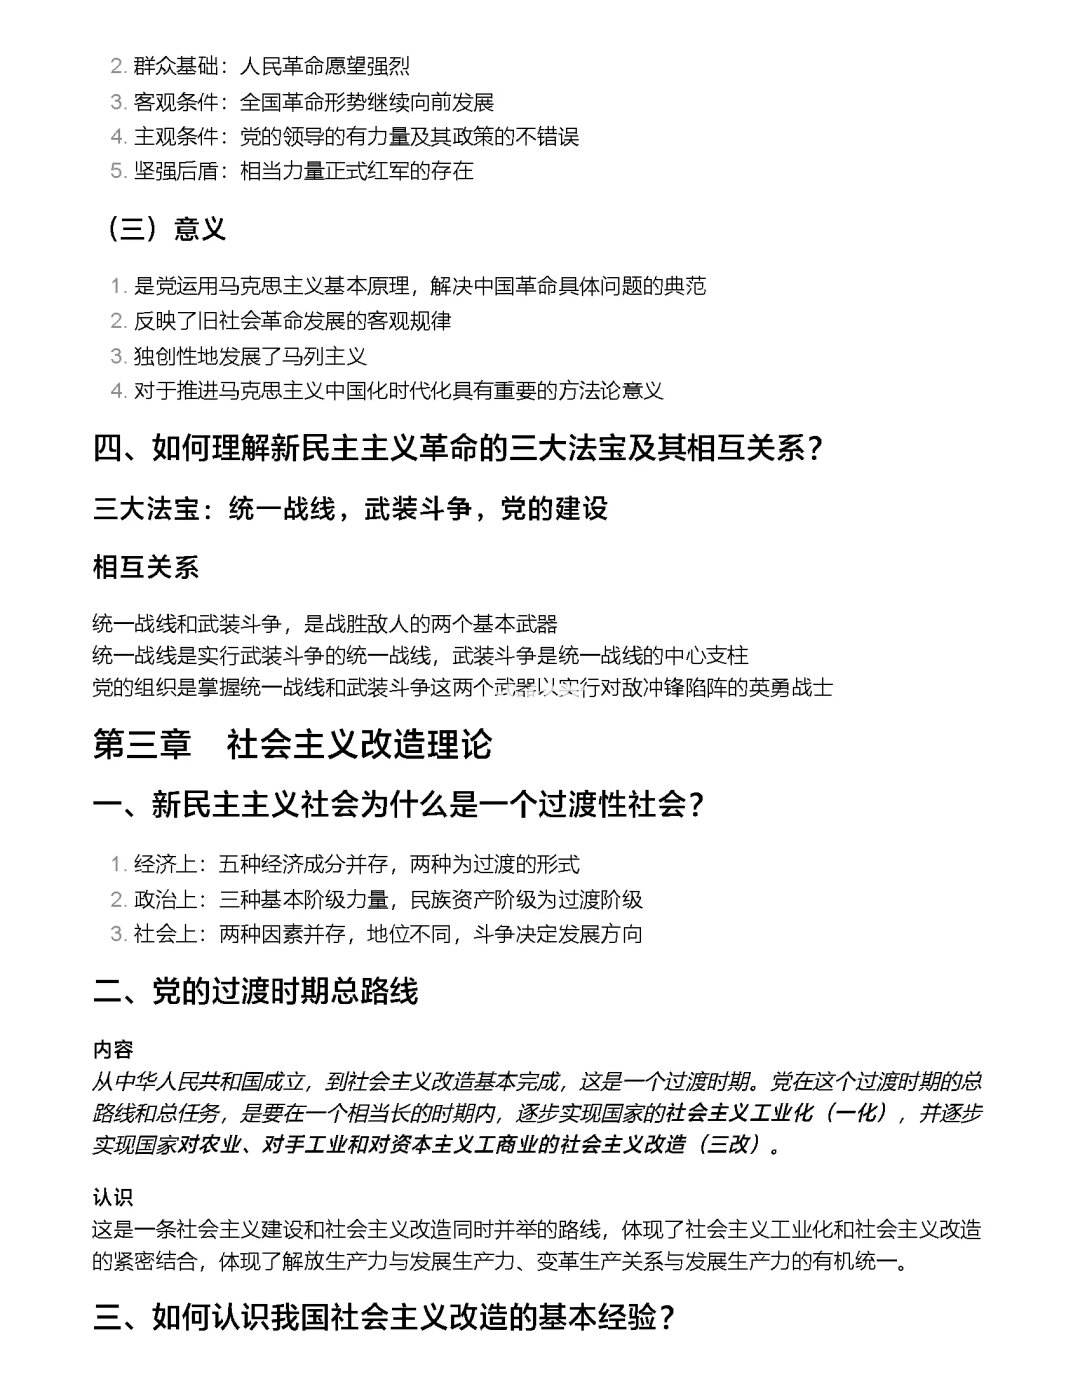 2. 群众基础：人民革命愿望强烈
3. 客观条件：全国革命形势继续向前发展
4. 主观条件：党的领导的有力量及其政策的不错误
5. 坚强后盾：相当力量正式红军的存在
（三）意义
1. 是党运用马克思主义基本原理，解决中国革命具体问题的典范
2. 反映了旧社会革命发展的客观规律
3. 独创性地发展了马列主义
4. 对于推进马克思主义中国化时代化具有重要的方法论意义
四、如何理解新民主主义革命的三大法宝及其相互关系？
三大法宝：统一战线，武装斗争，党的建设
相互关系
统一战线和武装斗争，是战胜敌人的两个基本武器
统一战线是实行武装斗争的统一战线，武装斗争是统一战线的中心支柱
党的组织是掌握统一战线和武装斗争这两个武器以实行对敌冲锋陷阵的英勇战士
第三章　社会主义改造理论
一、新民主主义社会为什么是一个过渡性社会？
1. 经济上：五种经济成分并存，两种为过渡的形式
2. 政治上：三种基本阶级力量，民族资产阶级为过渡阶级
3. 社会上：两种因素并存，地位不同，斗争决定发展方向
二、党的过渡时期总路线
内容
从中华人民共和国成立，到社会主义改造基本完成，这是一个过渡时期。党在这个过渡时期的总
路线和总任务，是要在一个相当长的时期内，逐步实现国家的社会主义工业化（一化），并逐步
实现国家对农业、对手工业和对资本主义工商业的社会主义改造（三改）。
认识
这是一条社会主义建设和社会主义改造同时并举的路线，体现了社会主义工业化和社会主义改造
的紧密结合，体现了解放生产力与发展生产力、变革生产关系与发展生产力的有机统一。
三、如何认识我国社会主义改造的基本经验？